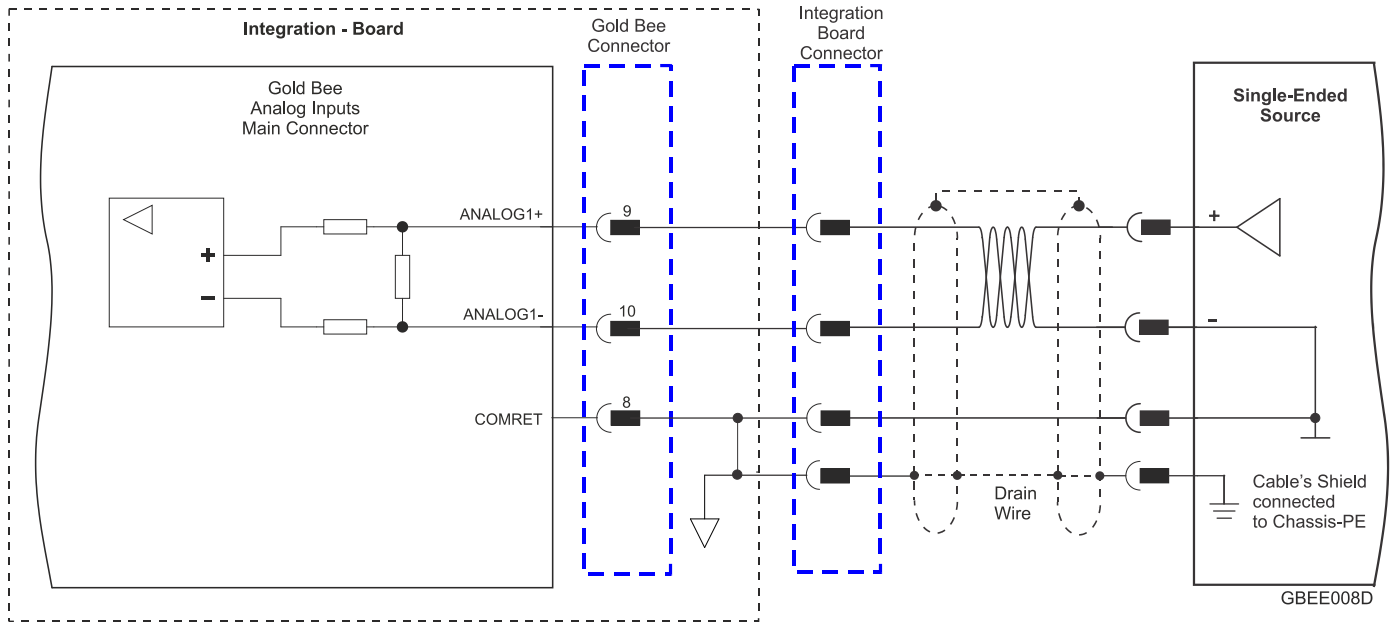 Integration - Board
Gold Bee
Connector
Integration
Board
Connector
Gold Bee
Analog Inputs
Main Connector
Single-Ended
Source
ANALOG1+
9
+
+
ANALOG1-
10
-
-
COMRET
8
Drain
Wire
Cable's Shield
connected
to Chassis-PE
GBEE008D